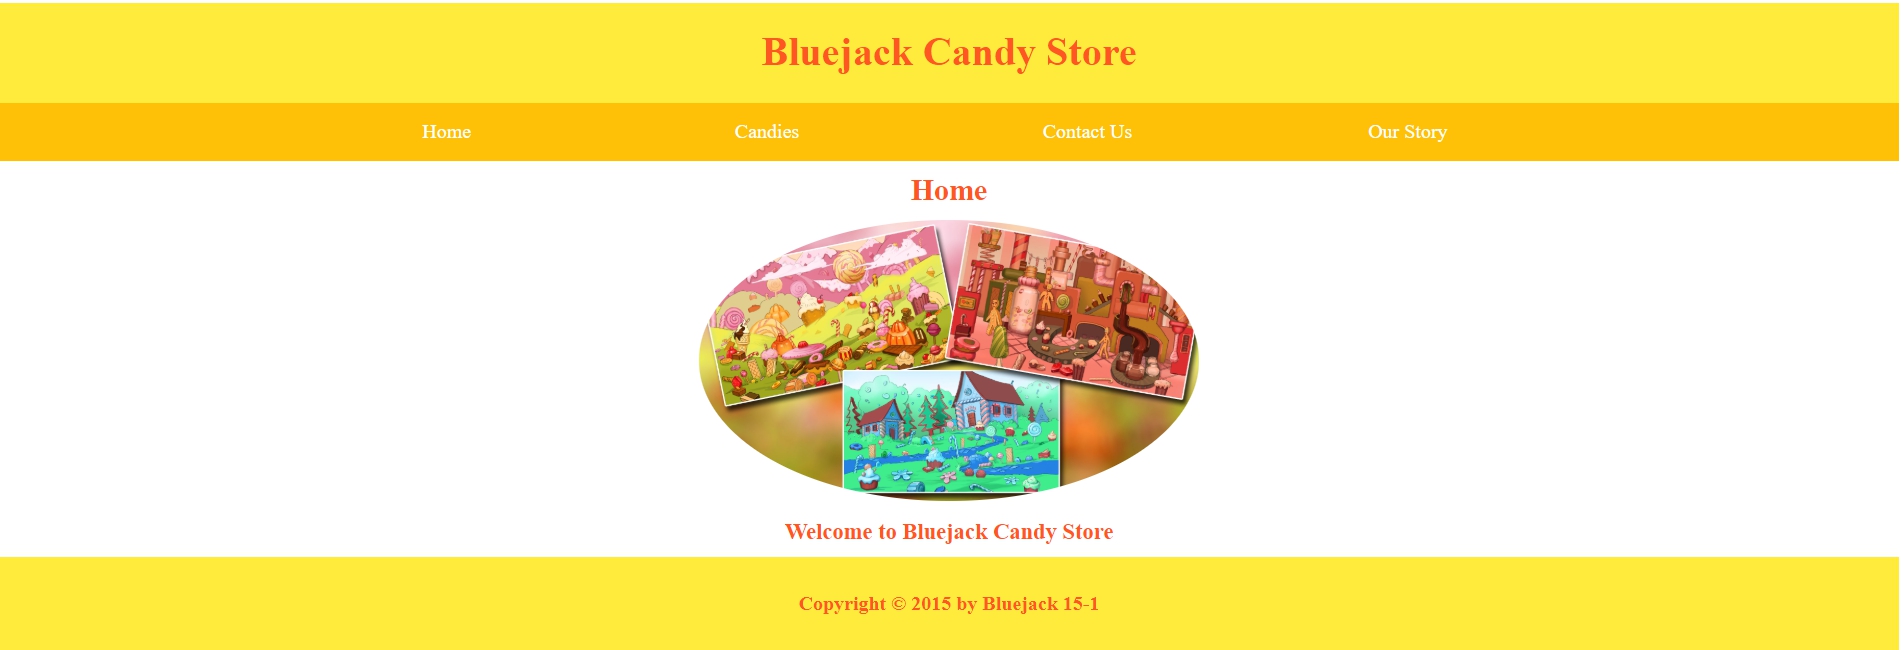 Bluejack Candy Store
Home Candies Contact Us Our Story
Home
Welcome to Bluejack Candy Store
Copyright © 2015 by Bluejack 15-1